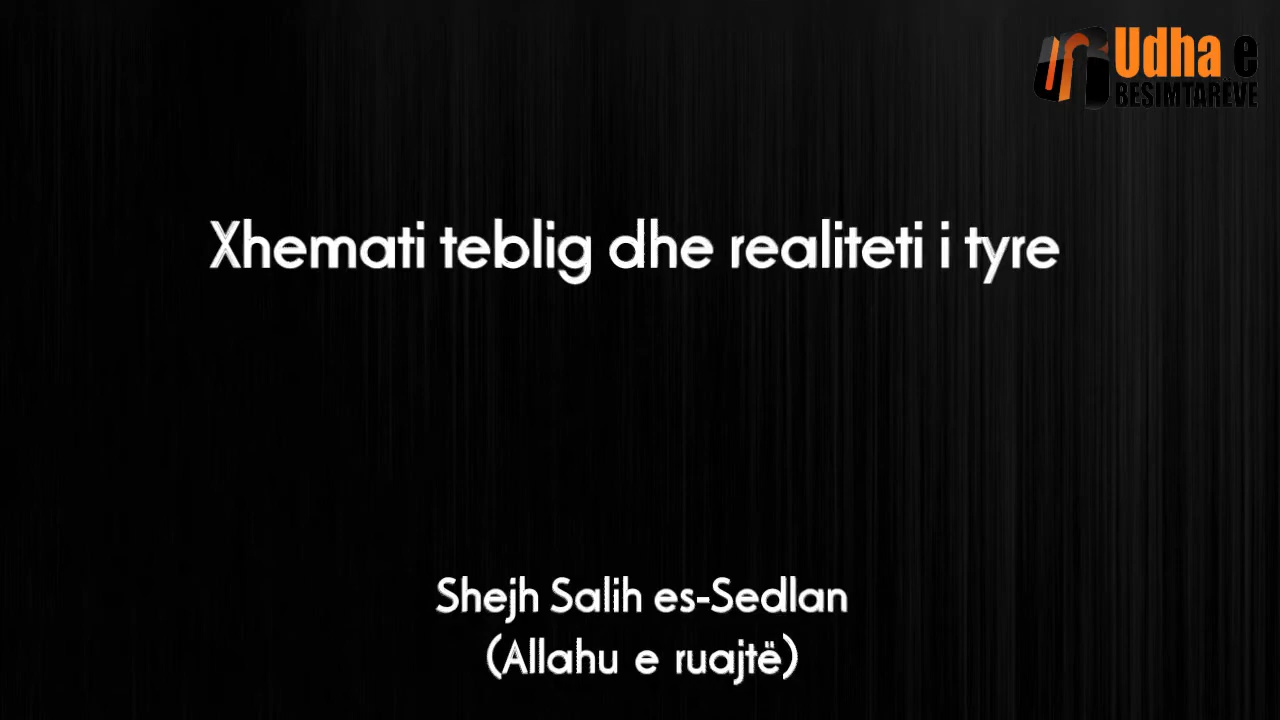 Udha e
BESIMTARËVE
Xhemati teblig dhe realiteti i tyre
Shejh Salih es-Sedlan
(Allahu e ruajtë)